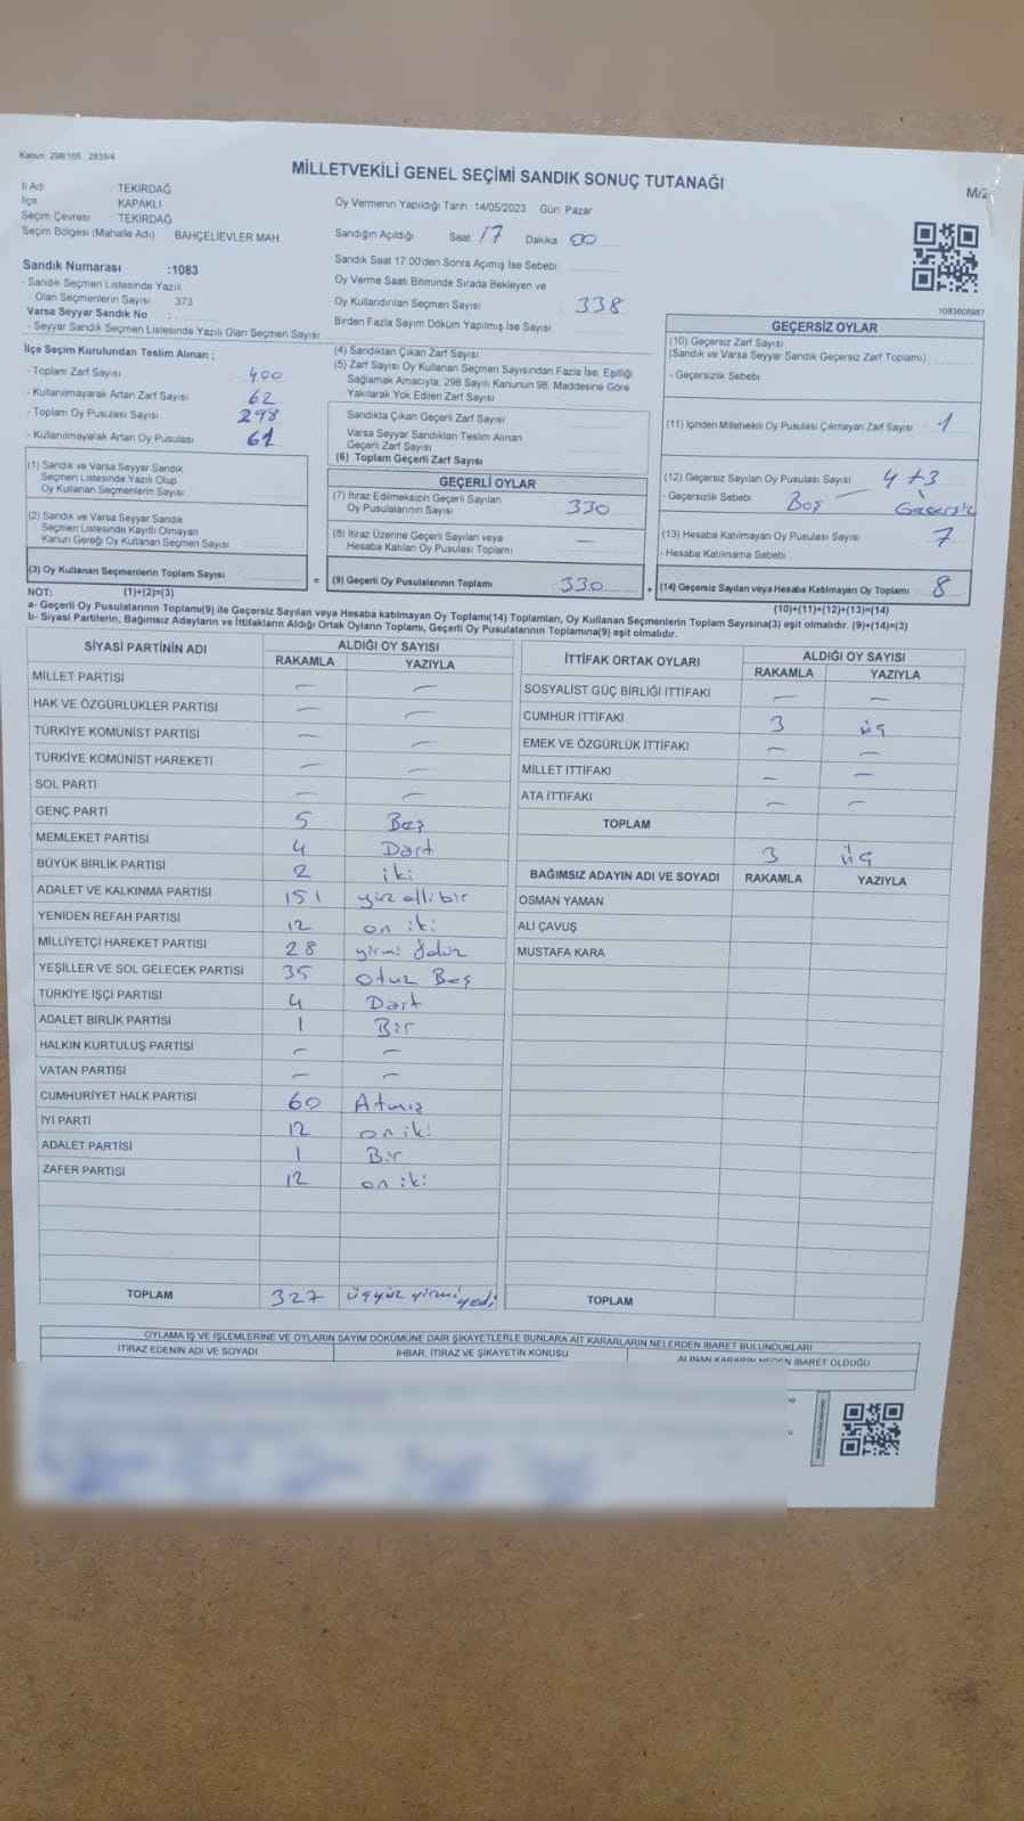 Kanun: 298/105, 2839/4
MİLLETVEKİLİ GENEL SEÇİMİ SANDIK SONUÇ TUTANAĞI
M/2
İl Adı TEKİRDAĞ
İlçe KAPAKLI
Seçim Çevresi TEKİRDAĞ
Seçim Bölgesi (Mahalle Adı) BAHÇELİEVLER MAH.
Sandık Numarası :1083
- Sandık Seçmen Listesinde Yazılı
Olan Seçmenlerin Sayısı 373
Varsa Seyyar Sandık No :
- Seyyar Sandık Seçmen Listesinde Yazılı Olan Seçmen Sayısı
Oy Vermenin Yapıldığı Tarih : 14/05/2023 Gün: Pazar
Sandığın Açıldığı Saat: 17 Dakika 00
Sandık Saat 17:00'den Sonra Açılmış İse Sebebi
Oy Verme Saati Bitiminde Sırada Bekleyen ve
Oy Kullandırılan Seçmen Sayısı 338
Birden Fazla Sayım Döküm Yapılmış İse Sayısı
İlçe Seçim Kurulundan Teslim Alınan :
- Toplam Zarf Sayısı 400
- Kullanılmayarak Artan Zarf Sayısı 62
- Toplam Oy Pusulası Sayısı 298
- Kullanılmayarak Artan Oy Pusulası 61
(1) Sandık ve Varsa Seyyar Sandık
Seçmen Listesinde Yazılı Olup
Oy Kullanan Seçmenlerin Sayısı
(2) Sandık ve Varsa Seyyar Sandık
Seçmen Listesinde Kayıtlı Olmayan
Kanun Gereği Oy Kullanan Seçmen Sayısı
(3) Oy Kullanan Seçmenlerin Toplam Sayısı
(4) Sandıktan Çıkan Zarf Sayısı
(5) Zarf Sayısı Oy Kullanan Seçmen Sayısından Fazla İse, Eşitliği
Sağlamak Amacıyla, 298 Sayılı Kanunun 98. Maddesine Göre
Yakılarak Yok Edilen Zarf Sayısı
Sandıkta Çıkan Geçerli Zarf Sayısı
Varsa Seyyar Sandıktan Teslim Alınan
Geçerli Zarf Sayısı
(6) Toplam Geçerli Zarf Sayısı
GEÇERLİ OYLAR
(7) İtiraz Edilmeksizin Geçerli Sayılan
Oy Pusulalarının Sayısı 330
(8) İtiraz Üzerine Geçerli Sayılan veya
Hesaba Katılan Oy Pusulası Toplamı —
= (9) Geçerli Oy Pusulalarının Toplamı 330
GEÇERSİZ OYLAR
(10) Geçersiz Zarf Sayısı
(Sandık ve Varsa Seyyar Sandık Geçersiz Zarf Toplamı)
- Geçersizlik Sebebi
(11) İçinden Milletvekili Oy Pusulası Çıkmayan Zarf Sayısı 1
(12) Geçersiz Sayılan Oy Pusulası Sayısı 4+3
- Geçersizlik Sebebi Boş — Geçersiz
(13) Hesaba Katılmayan Oy Pusulası Sayısı 7
- Hesaba Katılmama Sebebi
+ (14) Geçersiz Sayılan veya Hesaba Katılmayan Oy Toplamı 8
NOT: (1)+(2)=(3)
(10)+(11)+(12)+(13)=(14)
a- Geçerli Oy Pusulalarının Toplamı(9) ile Geçersiz Sayılan veya Hesaba katılmayan Oy Toplamı(14) Toplamları, Oy Kullanan Seçmenlerin Toplam Sayısına(3) eşit olmalıdır. (9)+(14)=(3)
b- Siyasi Partilerin, Bağımsız Adayların ve İttifakların Aldığı Ortak Oyların Toplamı, Geçerli Oy Pusulalarının Toplamına(9) eşit olmalıdır.
SİYASİ PARTİNİN ADI ALDIĞI OY SAYISI
RAKAMLA YAZIYLA
MİLLET PARTİSİ — —
HAK VE ÖZGÜRLÜKLER PARTİSİ — —
TÜRKİYE KOMÜNİST PARTİSİ — —
TÜRKİYE KOMÜNİST HAREKETİ — —
SOL PARTİ — —
GENÇ PARTİ 5 Beş
MEMLEKET PARTİSİ 4 Dört
BÜYÜK BİRLİK PARTİSİ 2 iki
ADALET VE KALKINMA PARTİSİ 151 yüz elli bir
YENİDEN REFAH PARTİSİ 12 on iki
MİLLİYETÇİ HAREKET PARTİSİ 28 yirmi
YEŞİLLER VE SOL GELECEK PARTİSİ 35 otuz Beş
TÜRKİYE İŞÇİ PARTİSİ 4 Dört
ADALET BİRLİK PARTİSİ 1 Bir
HALKIN KURTULUŞ PARTİSİ — —
VATAN PARTİSİ — —
CUMHURİYET HALK PARTİSİ 60 Atmış
İYİ PARTİ 12 on iki
ADALET PARTİSİ 1 Bir
ZAFER PARTİSİ 12 on iki
TOPLAM 327 üçyüz yirmi yedi
İTTİFAK ORTAK OYLARI ALDIĞI OY SAYISI
RAKAMLA YAZIYLA
SOSYALİST GÜÇ BİRLİĞİ İTTİFAKI — —
CUMHUR İTTİFAKI 3 üç
EMEK VE ÖZGÜRLÜK İTTİFAKI — —
MİLLET İTTİFAKI — —
ATA İTTİFAKI — —
TOPLAM 3 üç
BAĞIMSIZ ADAYIN ADI VE SOYADI RAKAMLA YAZIYLA
OSMAN YAMAN
ALİ ÇAVUŞ
MUSTAFA KARA
TOPLAM
OYLAMA İŞ VE İŞLEMLERİNE VE OYLARIN SAYIM DÖKÜMÜNE DAİR ŞİKAYETLERLE BUNLARA AİT KARARLARIN NELERDEN İBARET BULUNDUKLARI
İTİRAZ EDENİN ADI VE SOYADI İHBAR, İTİRAZ VE ŞİKAYETİN KONUSU ALINAN KARARIN NEDEN İBARET OLDUĞU